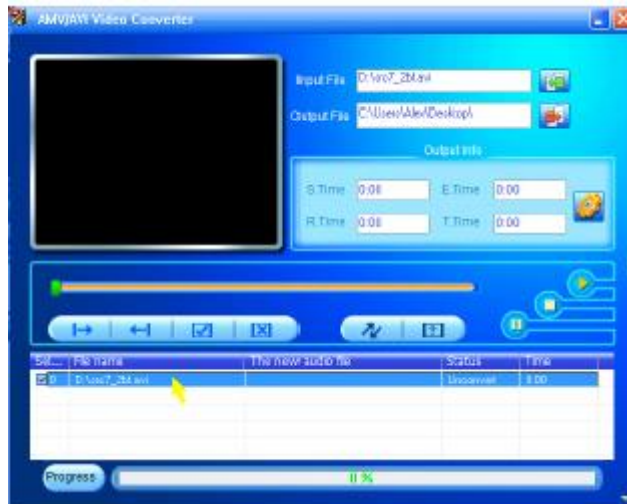 AMV/AVI Video Converter
Input File
Output File C:\Users\Alex\Desktop\
Output Info
S.Time 0:00 E.Time 0:00
R.Time 0:00 T.Time 0:00
Sel... File name The new audio file Status Time
0 Unconvert 0:00
Progress 0 %